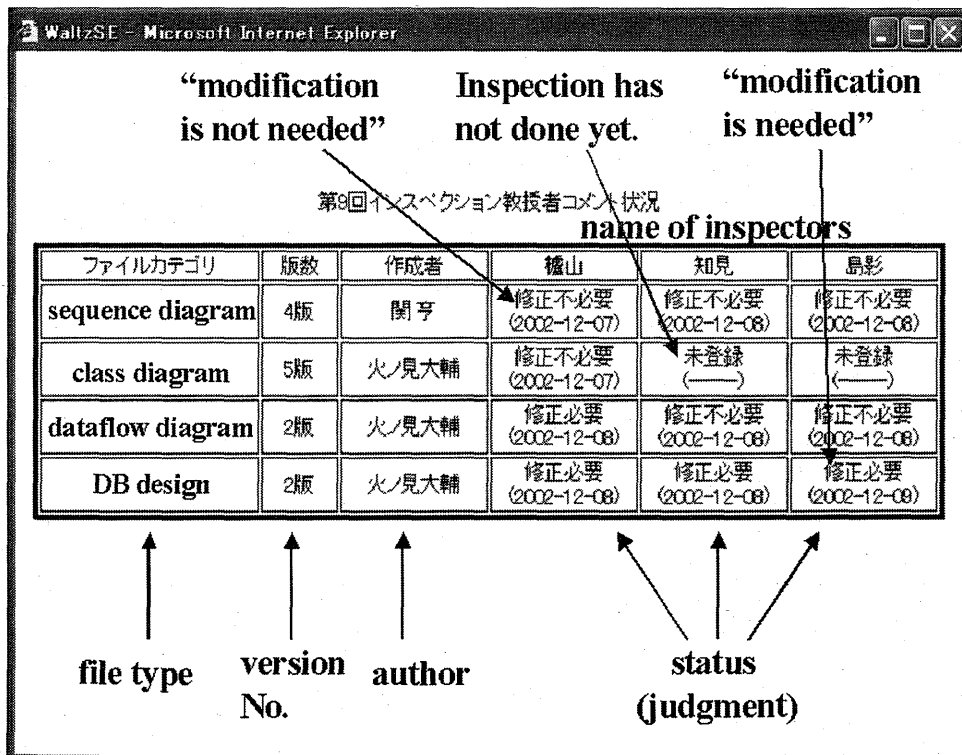 WaltzSE - Microsoft Internet Explorer
“modification is not needed”
Inspection has not done yet.
“modification is needed”
第9回インスペクション教授者コメント状況
name of inspectors
ファイルカテゴリ 版数 作成者 櫨山 知見 島影
sequence diagram 4版 関 亨 修正不必要 (2002-12-07) 修正不必要 (2002-12-08) 修正不必要 (2002-12-08)
class diagram 5版 火ノ見大輔 修正不必要 (2002-12-07) 未登録 (——) 未登録 (——)
dataflow diagram 2版 火ノ見大輔 修正必要 (2002-12-08) 修正不必要 (2002-12-08) 修正不必要 (2002-12-08)
DB design 2版 火ノ見大輔 修正必要 (2002-12-08) 修正必要 (2002-12-08) 修正必要 (2002-12-09)
file type
version No.
author
status (judgment)